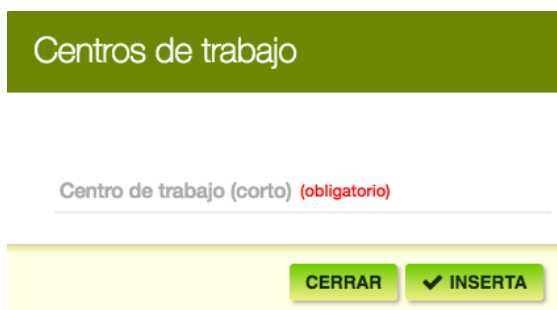 Centros de trabajo
Centro de trabajo (corto) (obligatorio)
CERRAR ✔ INSERTA